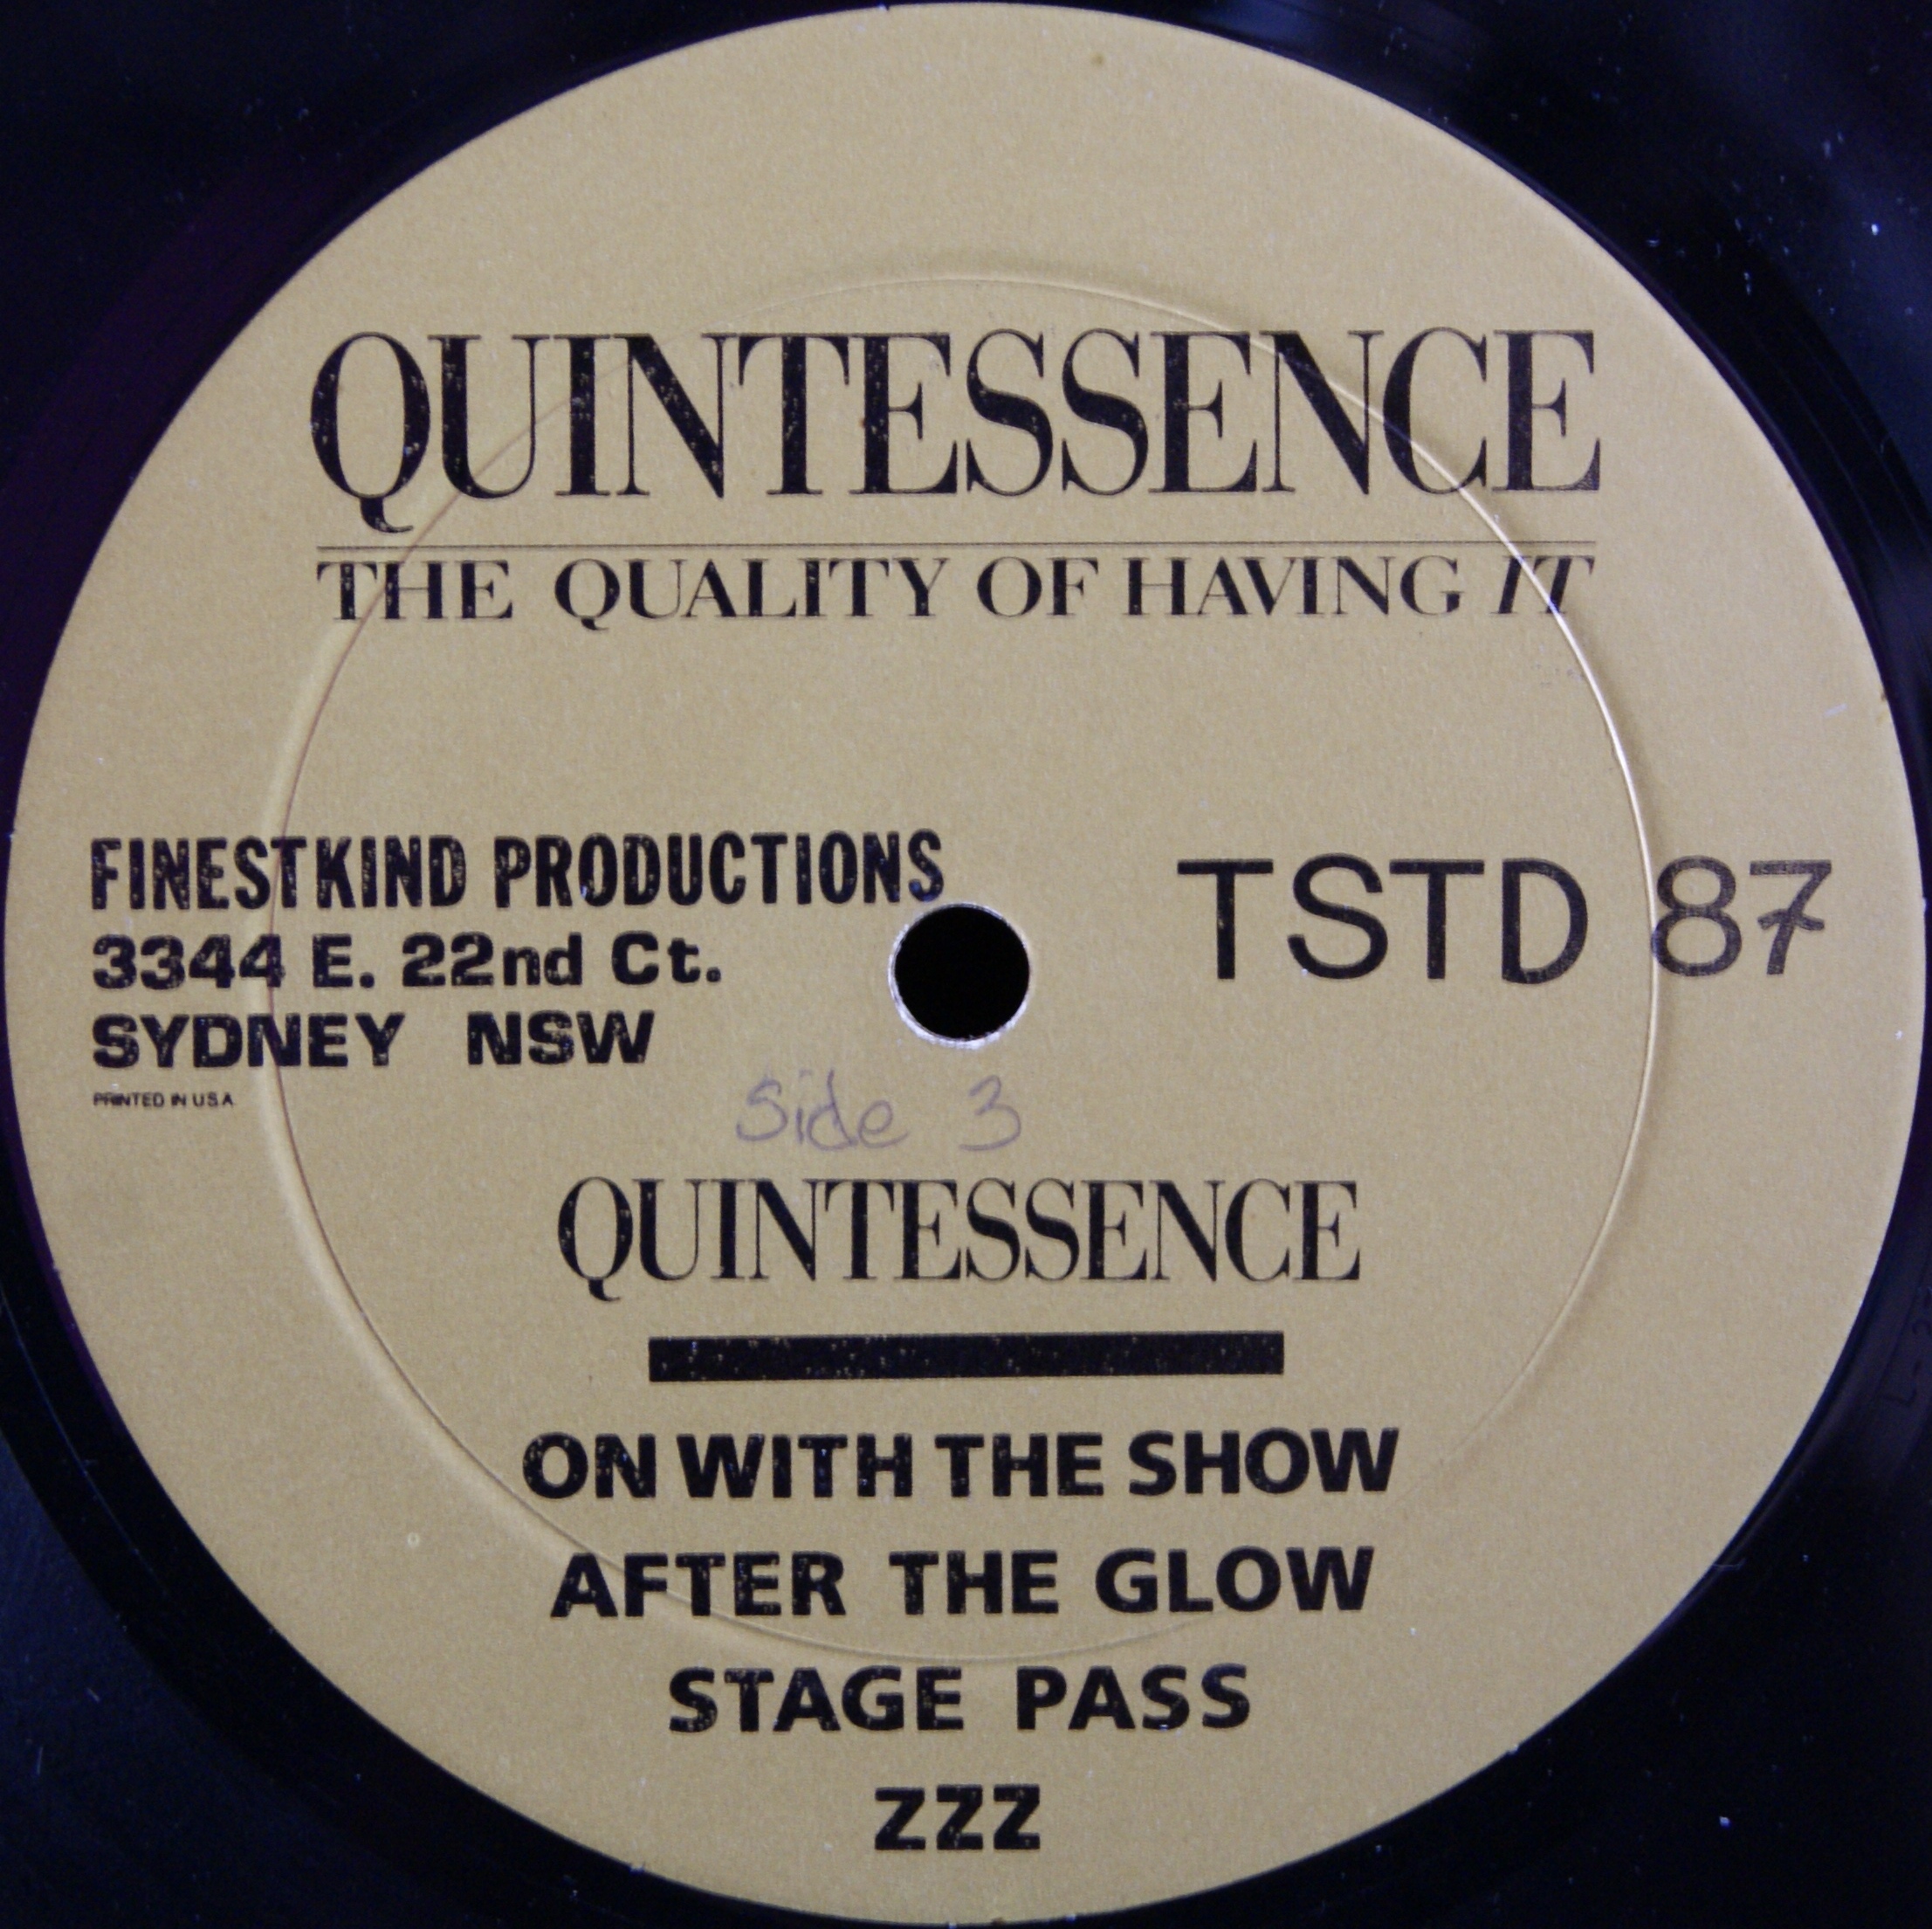 QUINTESSENCE
THE QUALITY OF HAVING IT
FINESTKIND PRODUCTIONS
3344 E. 22nd Ct.
SYDNEY NSW
PRINTED IN U.S.A
TSTD 87
Side 3
QUINTESSENCE
ON WITH THE SHOW
AFTER THE GLOW
STAGE PASS
ZZZ